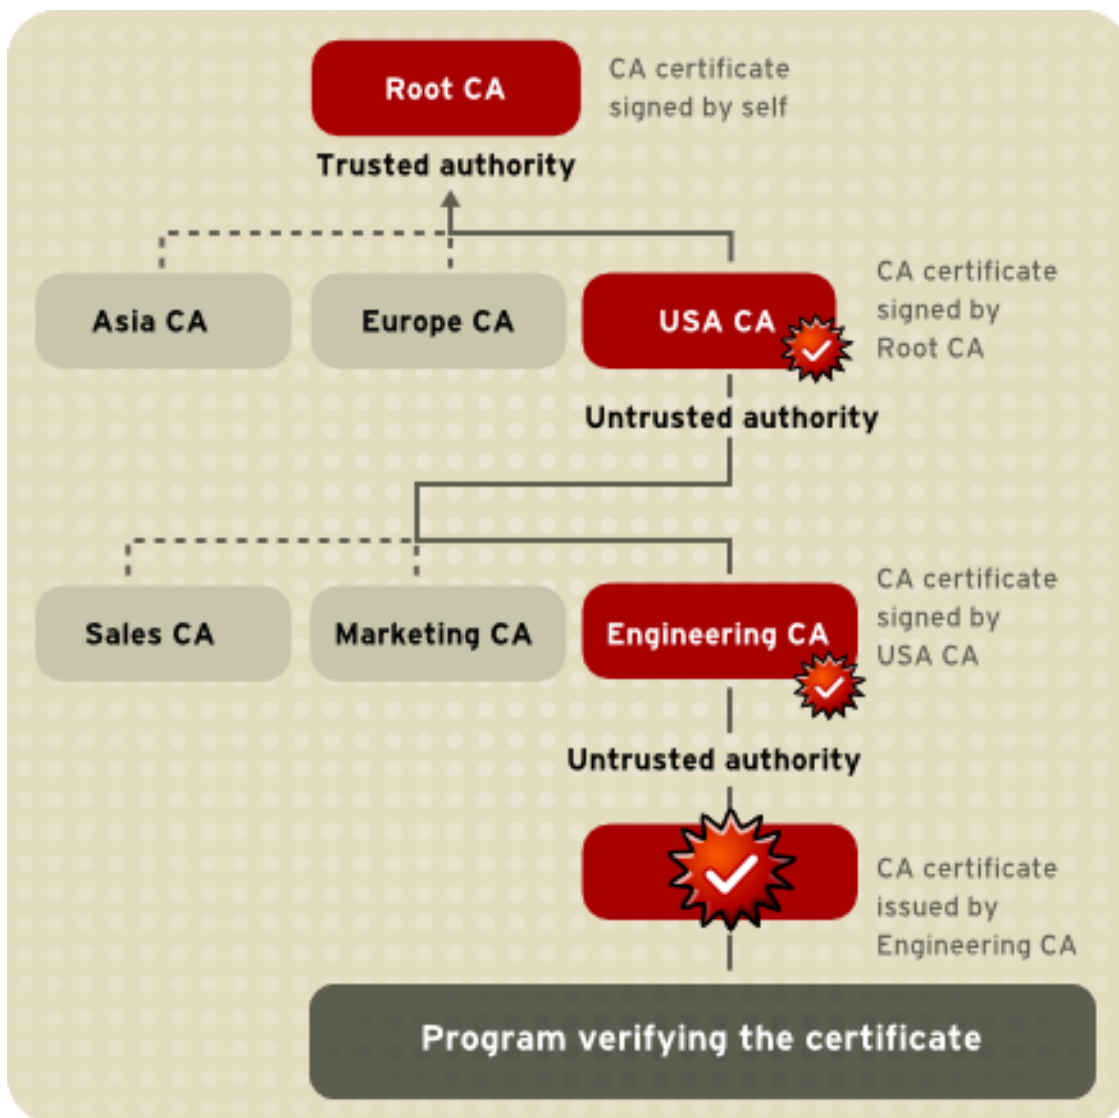 Root CA
CA certificate
signed by self
Trusted authority
Asia CA
Europe CA
USA CA
CA certificate
signed by
Root CA
Untrusted authority
Sales CA
Marketing CA
Engineering CA
CA certificate
signed by
USA CA
Untrusted authority
CA certificate
issued by
Engineering CA
Program verifying the certificate